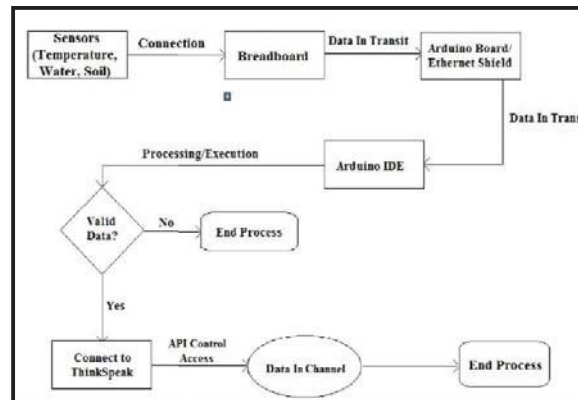 Sensors
(Temperature,
Water, Soil)
Connection
Breadboard
Data In Transit
Arduino Board/
Ethernet Shield
Data In Trans
Arduino IDE
Processing/Execution
Valid
Data?
No
End Process
Yes
Connect to
ThinkSpeak
API Control
Access
Data In Channel
End Process